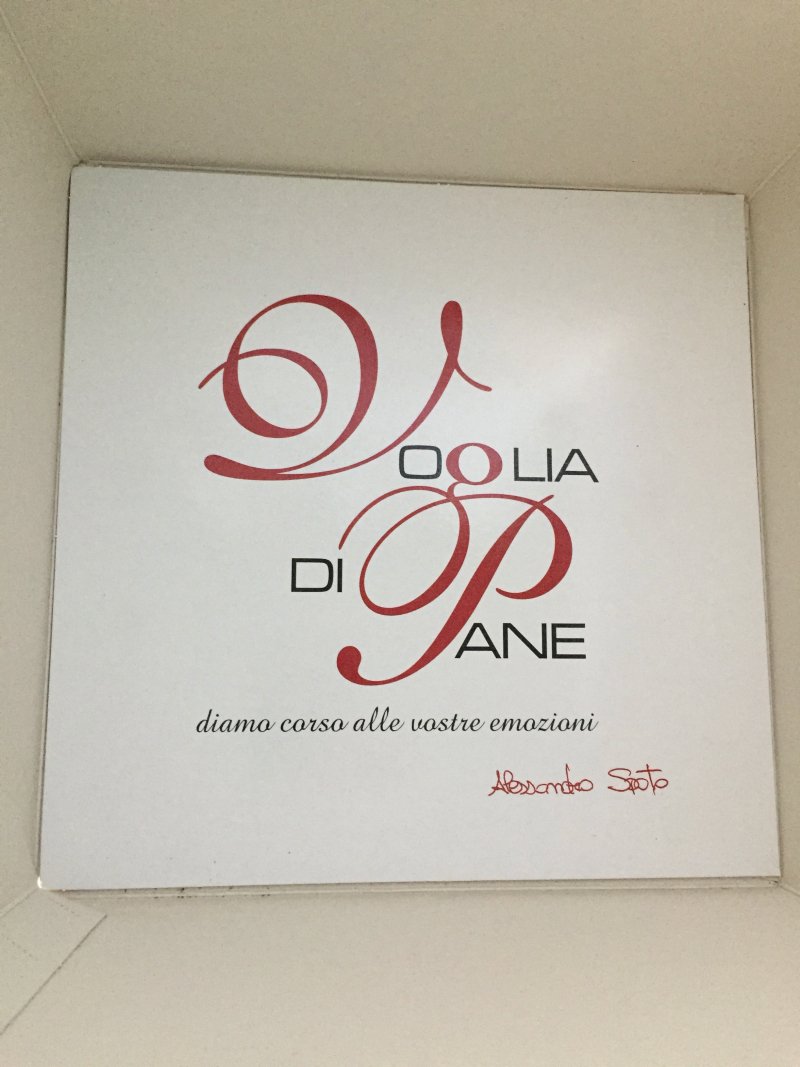 VOgLIA
DI PANE
diamo corso alle vostre emozioni
Alessandro Spoto